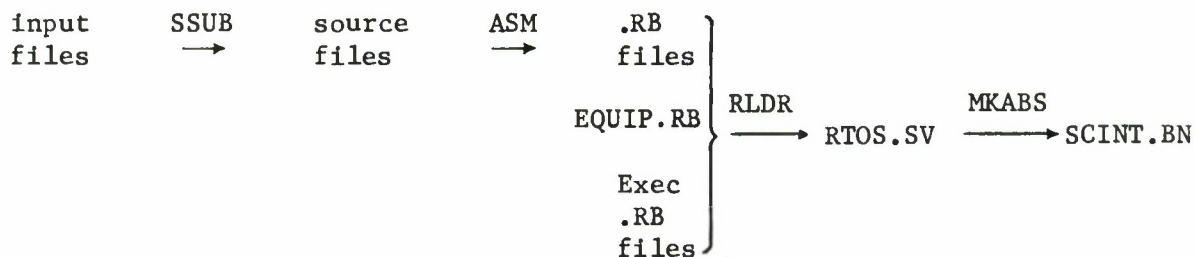 input SSUB source ASM .RB
files files files
EQUIP.RB RLDR RTOS.SV MKABS SCINT.BN
Exec
.RB
files